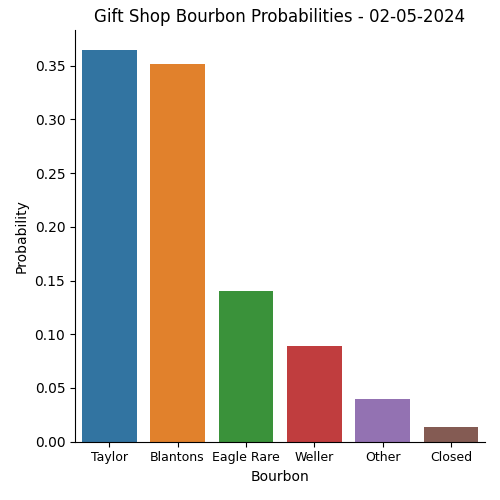 Gift Shop Bourbon Probabilities - 02-05-2024
Probability
0.35
0.30
0.25
0.20
0.15
0.10
0.05
0.00
Taylor Blantons Eagle Rare Weller Other Closed
Bourbon